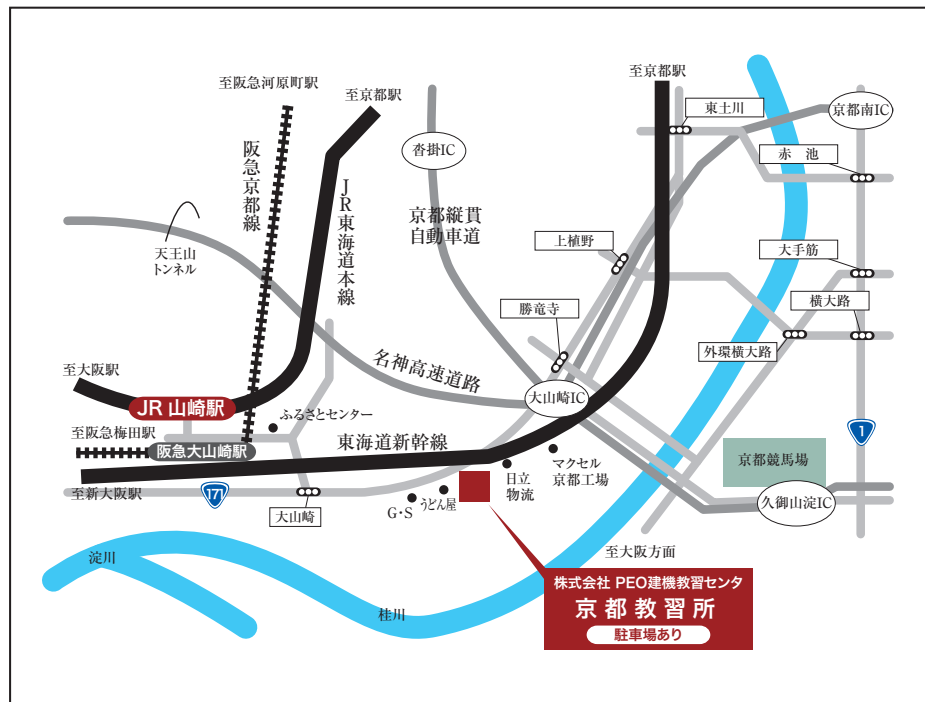 至京都駅
至阪急河原町駅
至京都駅
東土川
京都南IC
沓掛IC
赤 池
阪急京都線
JR東海道本線
京都縦貫
自動車道
天王山
トンネル
上植野
大手筋
勝竜寺
横大路
外環横大路
名神高速道路
至大阪駅
JR 山崎駅
大山崎IC
ふるさとセンター
至阪急梅田駅
阪急大山崎駅
東海道新幹線
1
京都競馬場
マクセル
京都工場
日立
物流
至新大阪駅
171
大山崎
G・S
うどん屋
久御山淀IC
至大阪方面
淀川
桂川
株式会社 PEO建機教習センタ
京都教習所
駐車場あり